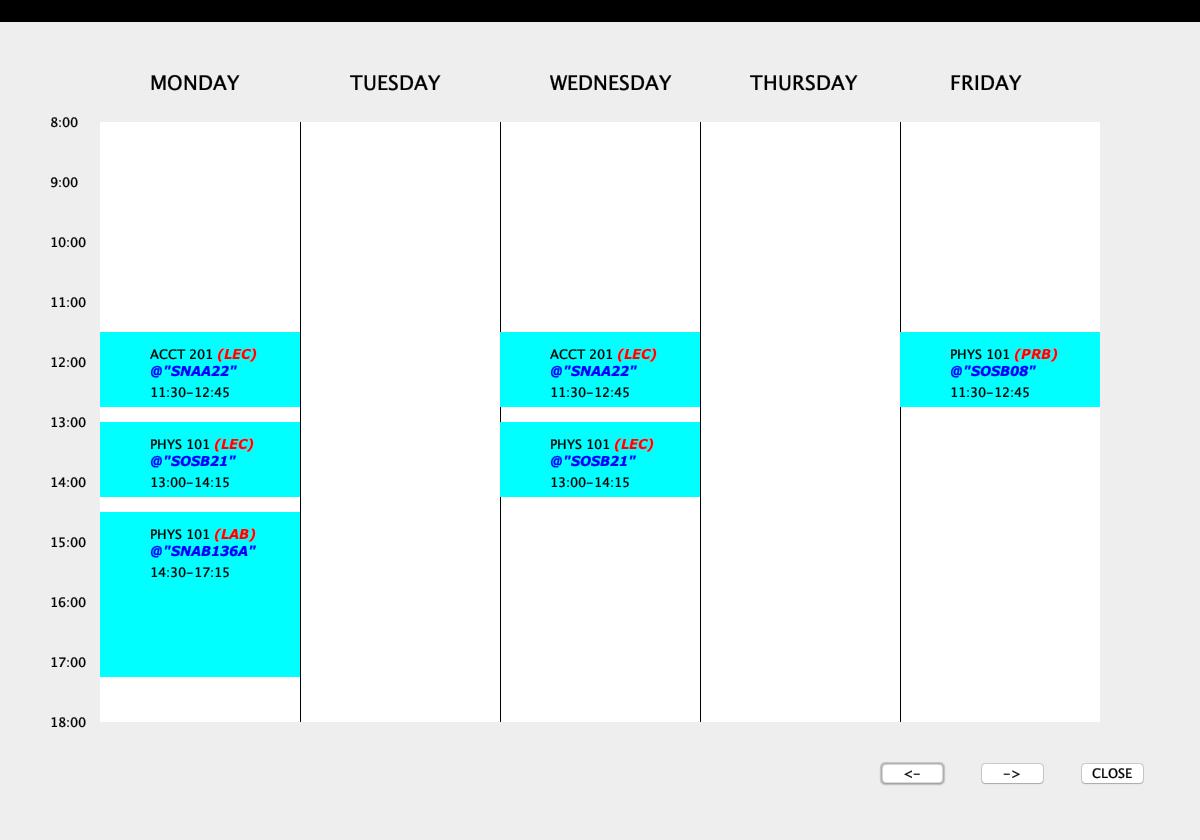 MONDAY TUESDAY WEDNESDAY THURSDAY FRIDAY
8:00
9:00
10:00
11:00
ACCT 201 (LEC) ACCT 201 (LEC) PHYS 101 (PRB)
12:00
@"SNAA22" @"SNAA22" @"SOSB08"
11:30-12:45 11:30-12:45 11:30-12:45
13:00
PHYS 101 (LEC) PHYS 101 (LEC)
@"SOSB21" @"SOSB21"
14:00 13:00-14:15 13:00-14:15
PHYS 101 (LAB)
15:00
@"SNAB136A"
14:30-17:15
16:00
17:00
18:00
<- -> CLOSE